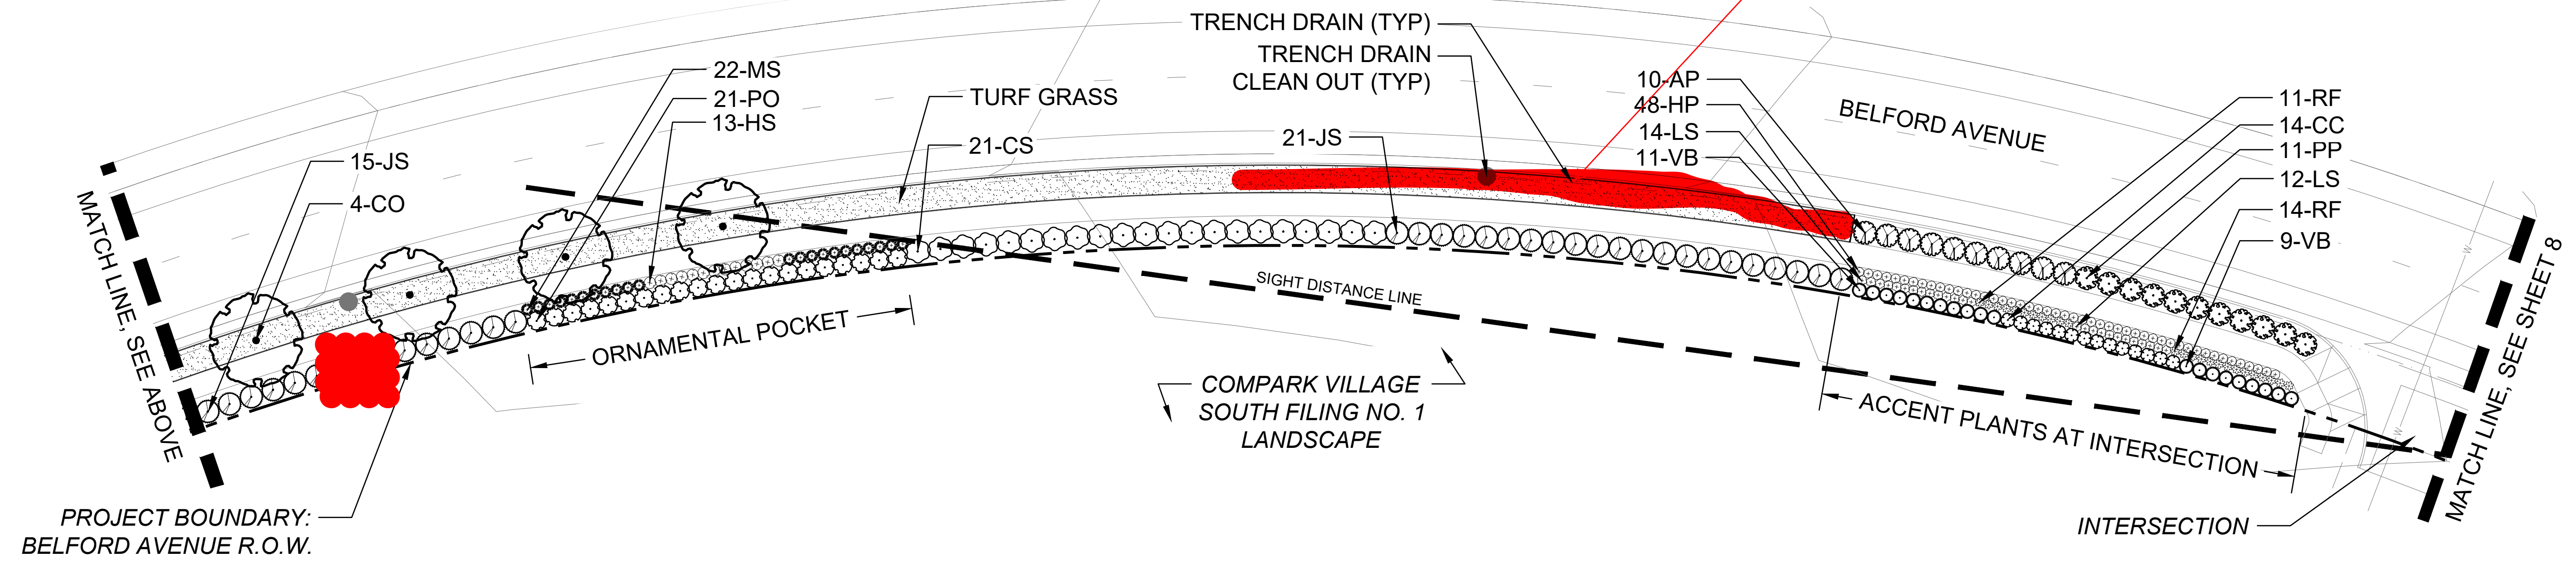 TRENCH DRAIN (TYP)
TRENCH DRAIN
CLEAN OUT (TYP)
22-MS
21-PO
13-HS
TURF GRASS
21-CS
21-JS
10-AP
48-HP
14-LS
11-VB
BELFORD AVENUE
11-RF
14-CC
11-PP
12-LS
14-RF
9-VB
15-JS
4-CO
MATCH LINE, SEE ABOVE
SIGHT DISTANCE LINE
ORNAMENTAL POCKET
COMPARK VILLAGE
SOUTH FILING NO. 1
LANDSCAPE
ACCENT PLANTS AT INTERSECTION
MATCH LINE, SEE SHEET 8
PROJECT BOUNDARY:
BELFORD AVENUE R.O.W.
INTERSECTION
W
W